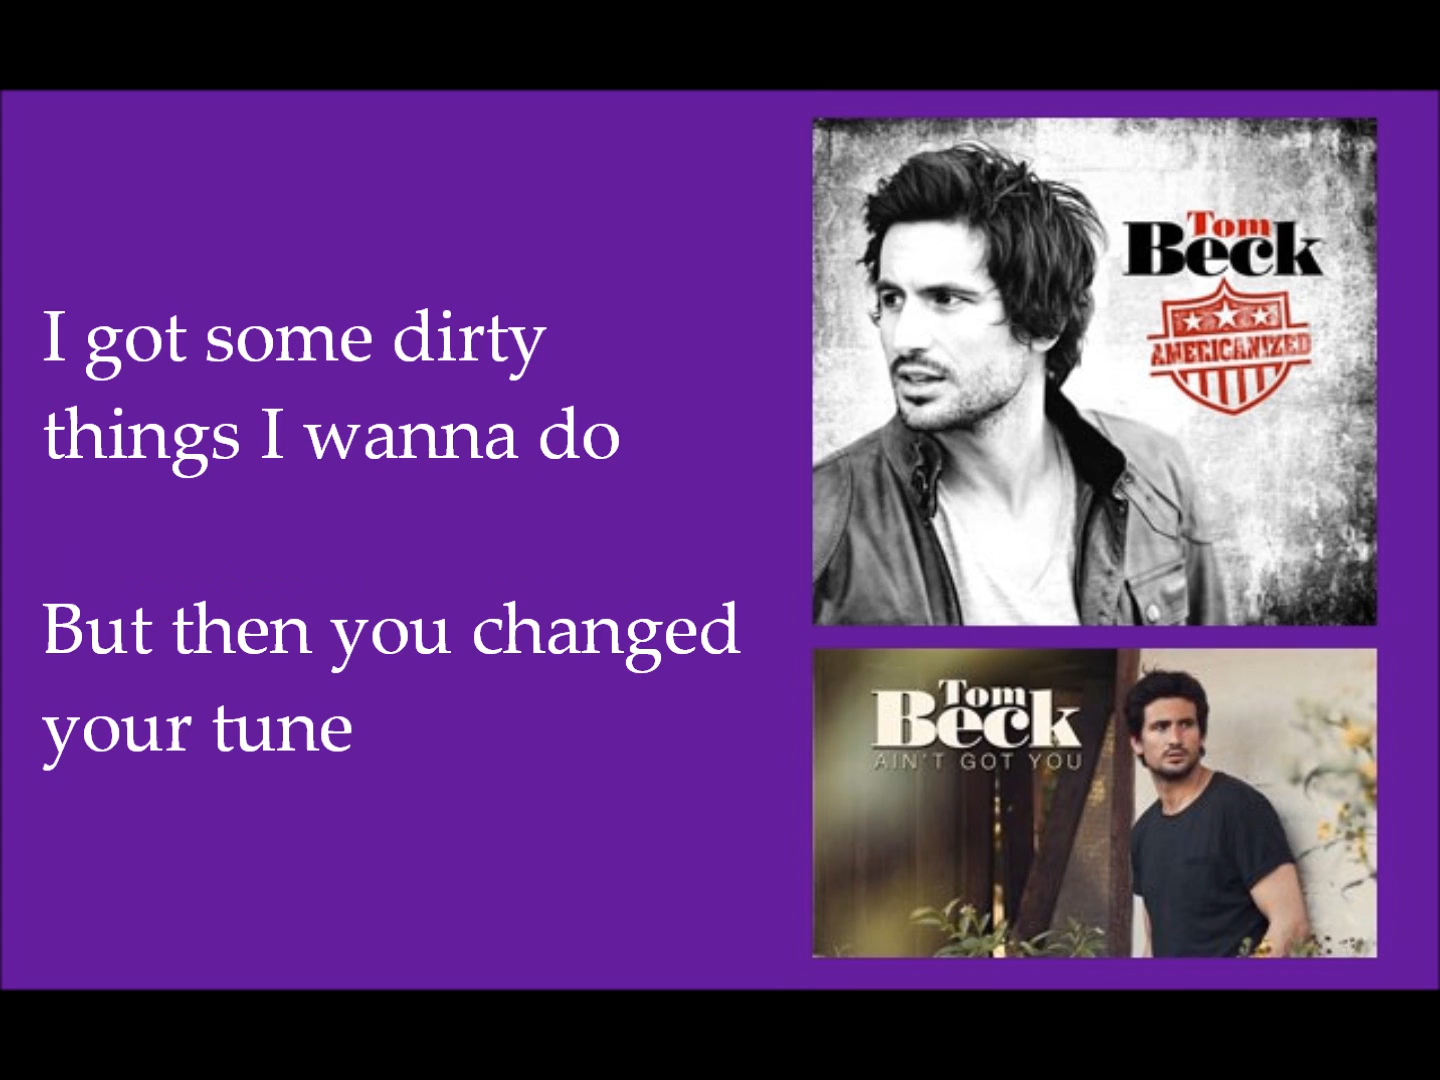 I got some dirty
things I wanna do
But then you changed
your tune
Tom
Beck
AMERICANIZED
Tom
Beck
AIN'T GOT YOU